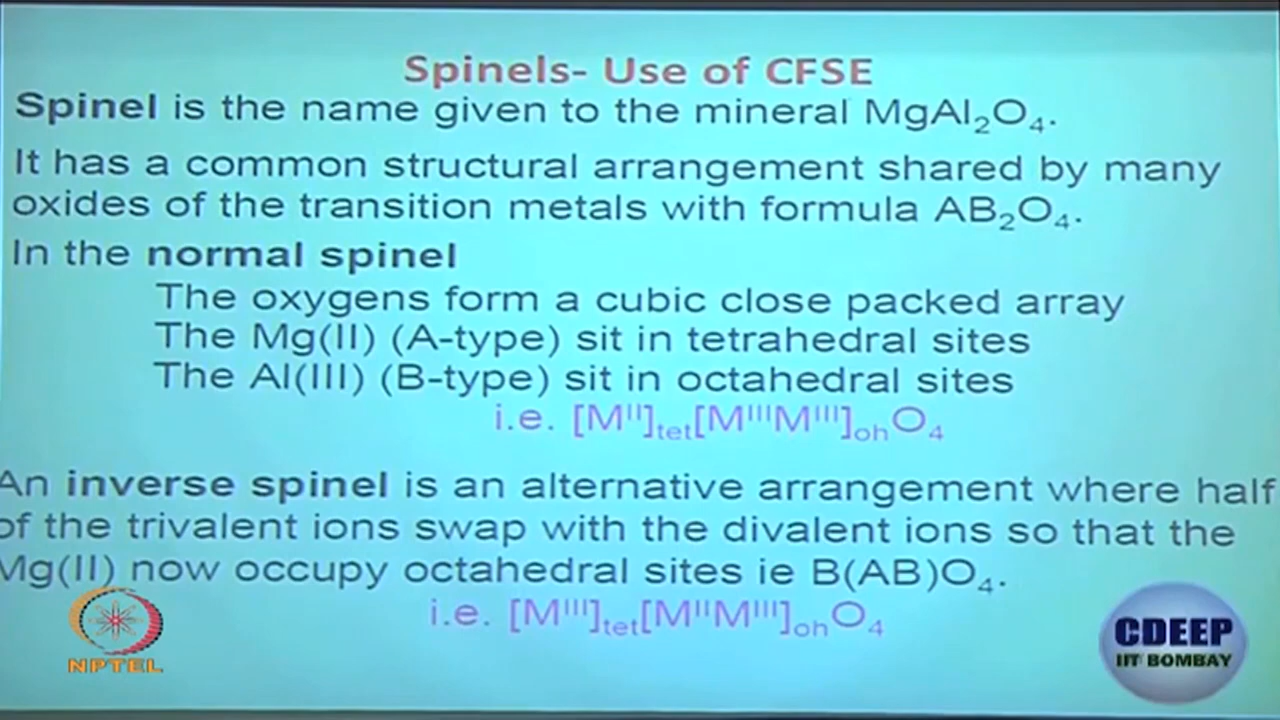 Spinels- Use of CFSE
Spinel is the name given to the mineral MgAl₂O₄.
It has a common structural arrangement shared by many
oxides of the transition metals with formula AB₂O₄.
In the normal spinel
The oxygens form a cubic close packed array
The Mg(II) (A-type) sit in tetrahedral sites
The Al(III) (B-type) sit in octahedral sites
i.e. [Mᴵᴵ]tet[MᴵᴵᴵMᴵᴵᴵ]ohO₄
An inverse spinel is an alternative arrangement where half
of the trivalent ions swap with the divalent ions so that the
Mg(II) now occupy octahedral sites ie B(AB)O₄.
i.e. [Mᴵᴵᴵ]tet[MᴵᴵMᴵᴵᴵ]ohO₄
NPTEL
CDEEP
IIT BOMBAY